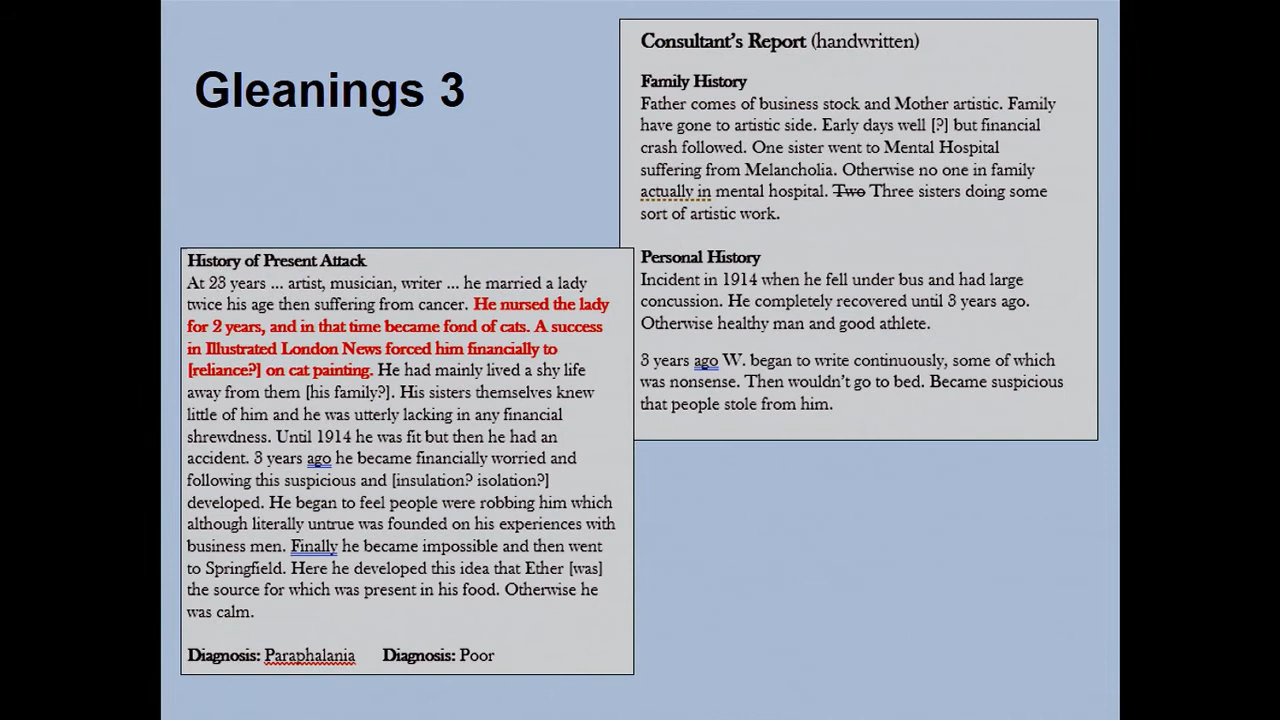 Gleanings 3
Consultant's Report (handwritten)
Family History
Father comes of business stock and Mother artistic. Family
have gone to artistic side. Early days well [?] but financial
crash followed. One sister went to Mental Hospital
suffering from Melancholia. Otherwise no one in family
actually in mental hospital. Two Three sisters doing some
sort of artistic work.
Personal History
Incident in 1914 when he fell under bus and had large
concussion. He completely recovered until 3 years ago.
Otherwise healthy man and good athlete.
3 years ago W. began to write continuously, some of which
was nonsense. Then wouldn't go to bed. Became suspicious
that people stole from him.
History of Present Attack
At 23 years ... artist, musician, writer ... he married a lady
twice his age then suffering from cancer. He nursed the lady
for 2 years, and in that time became fond of cats. A success
in Illustrated London News forced him financially to
[reliance?] on cat painting. He had mainly lived a shy life
away from them [his family?]. His sisters themselves knew
little of him and he was utterly lacking in any financial
shrewdness. Until 1914 he was fit but then he had an
accident. 3 years ago he became financially worried and
following this suspicious and [insulation? isolation?]
developed. He began to feel people were robbing him which
although literally untrue was founded on his experiences with
business men. Finally he became impossible and then went
to Springfield. Here he developed this idea that Ether [was]
the source for which was present in his food. Otherwise he
was calm.
Diagnosis: Paraphalania Diagnosis: Poor